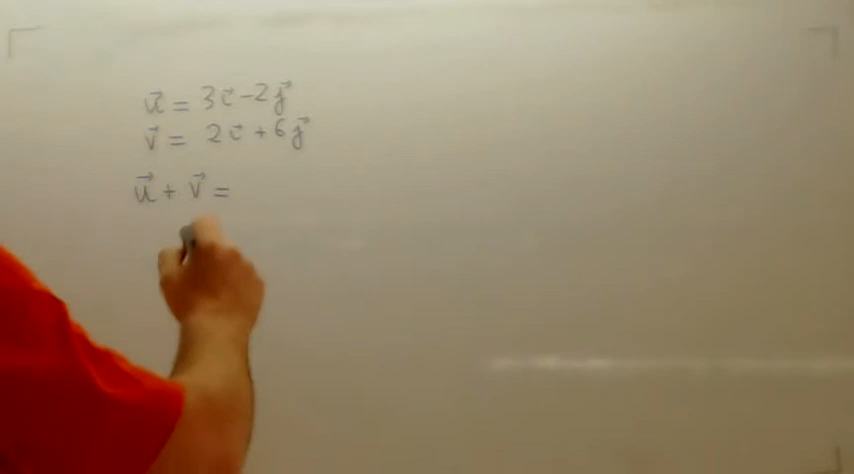 u⃗ = 3i⃗ - 2j⃗
v⃗ = 2i⃗ + 6j⃗
u⃗ + v⃗ =